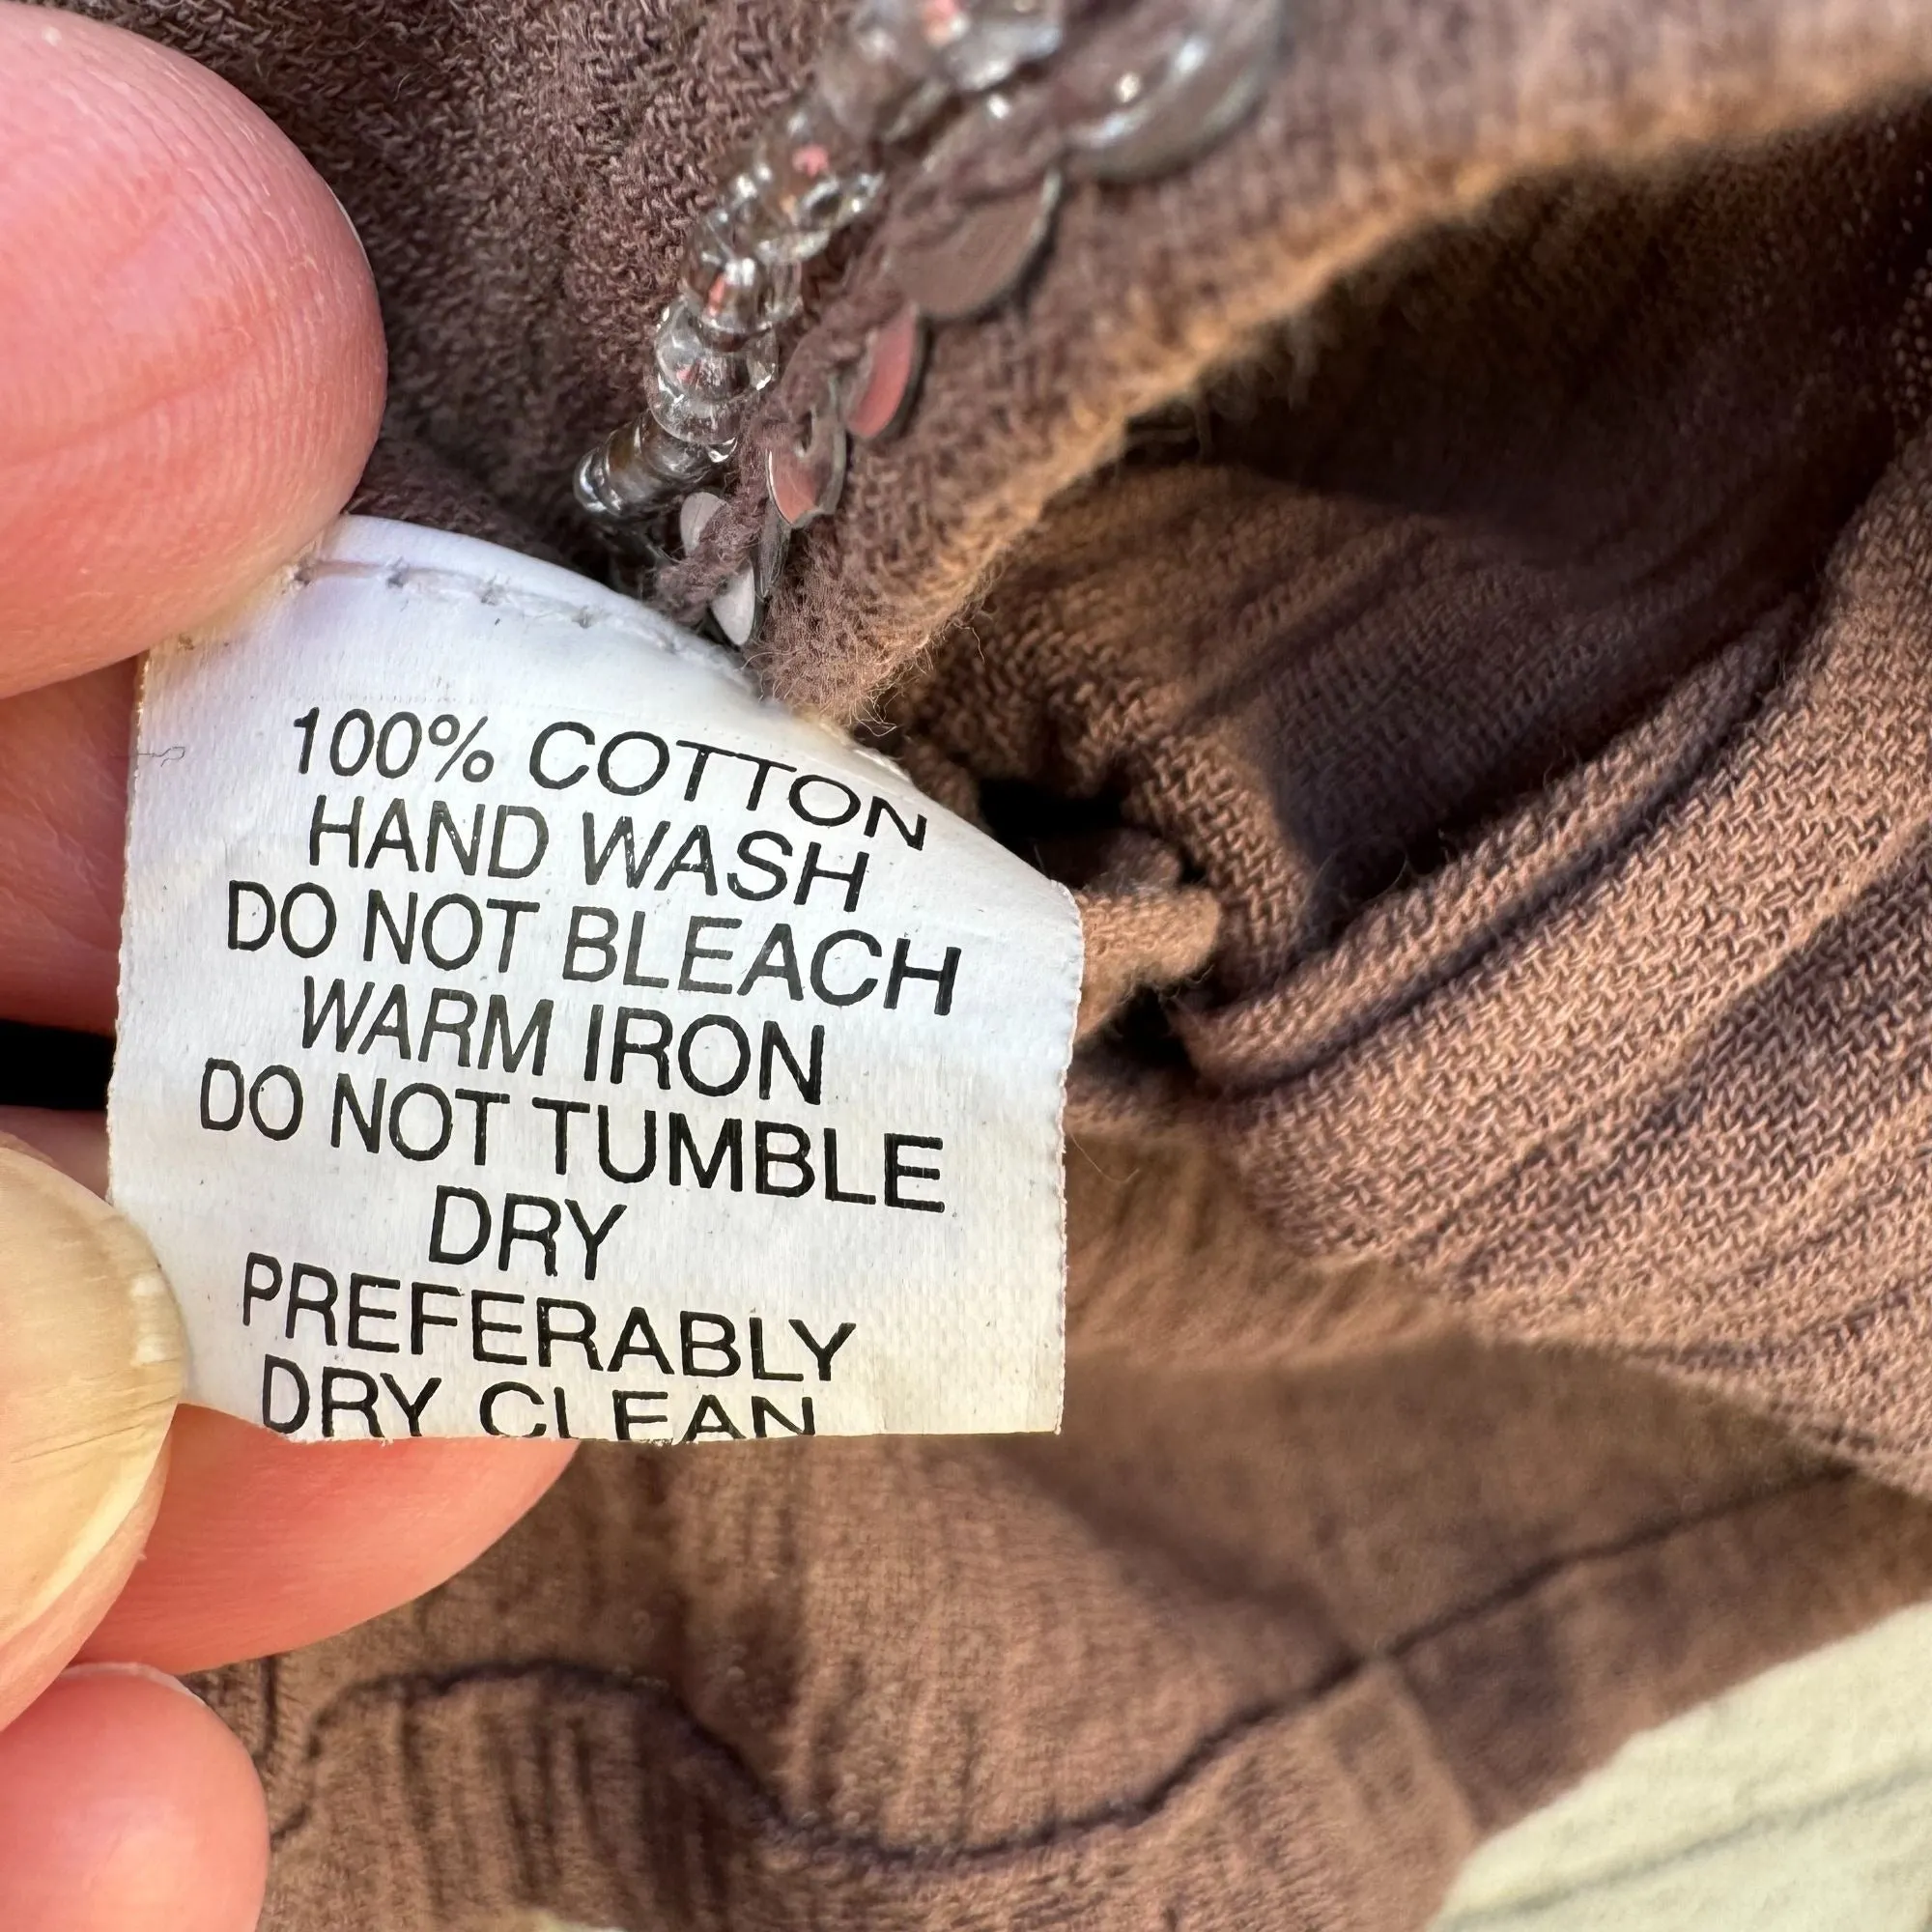 100% COTTON
HAND WASH
DO NOT BLEACH
WARM IRON
DO NOT TUMBLE
DRY
PREFERABLY
DRY CLEAN